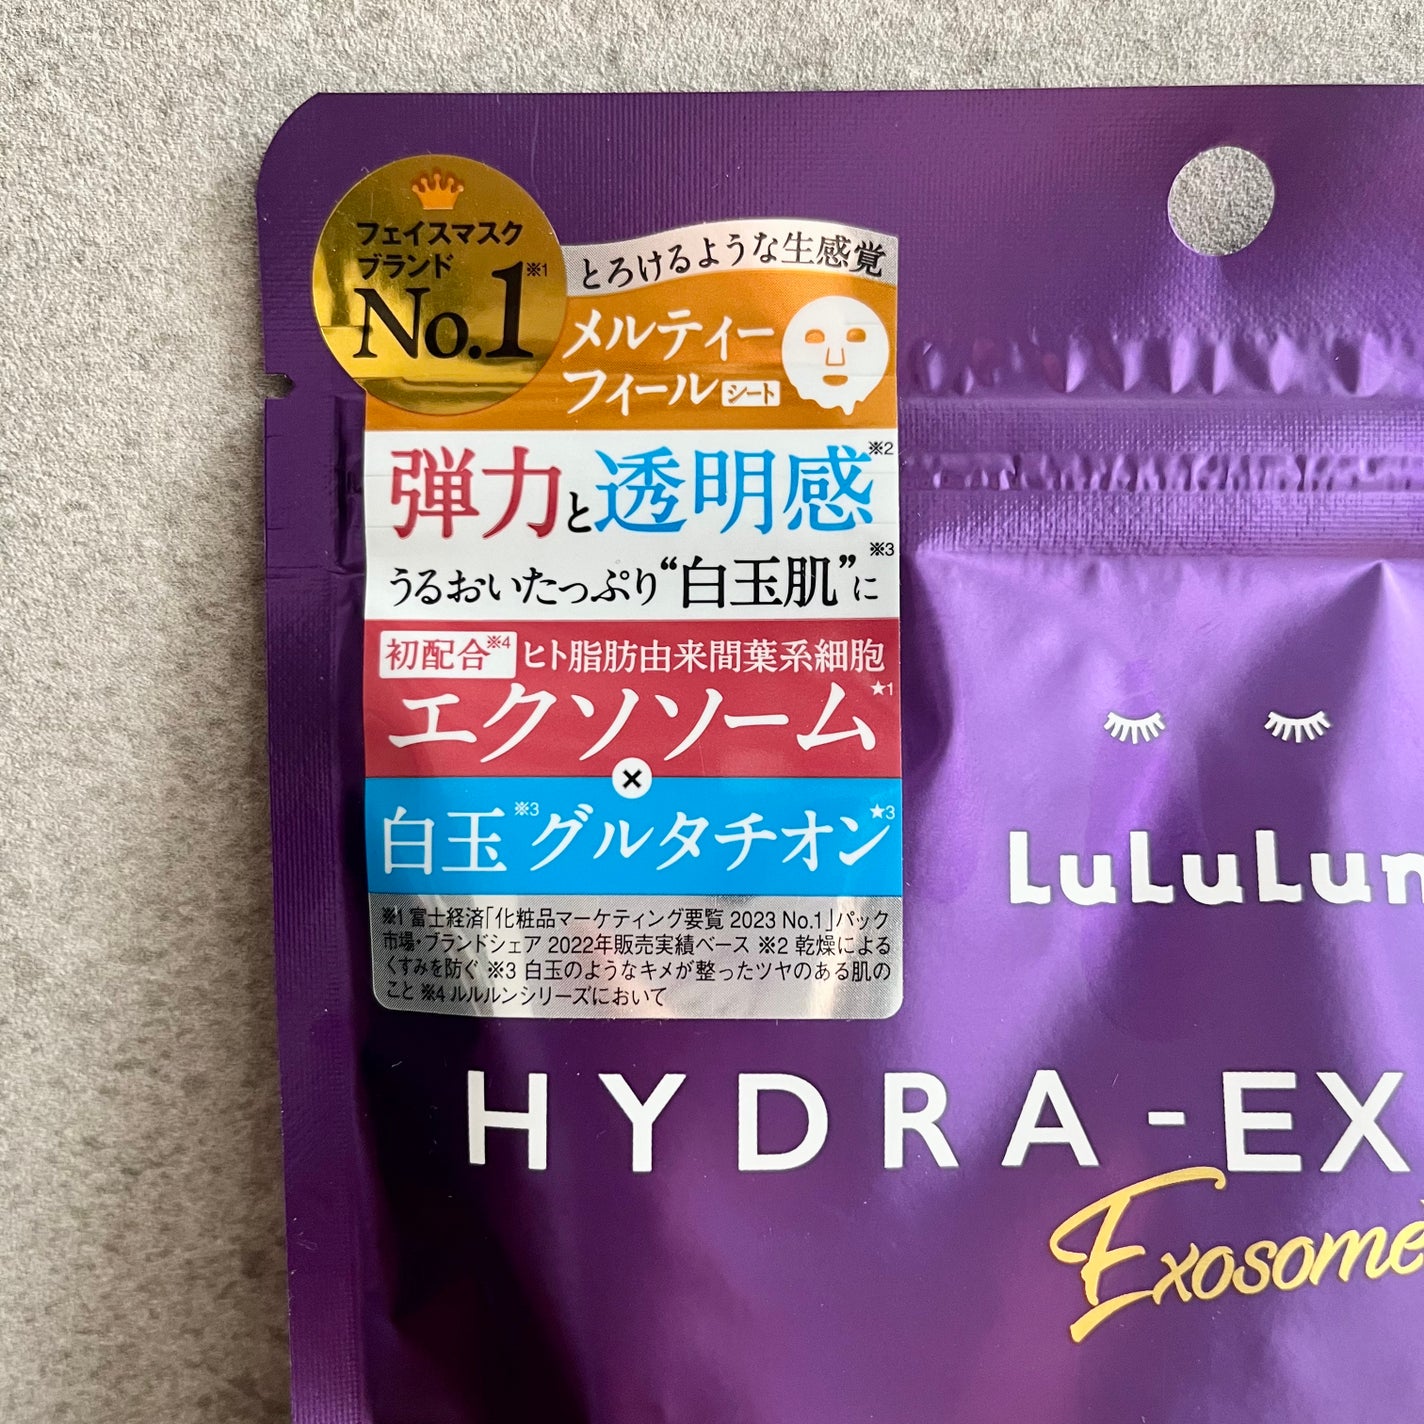 フェイスマスク
ブランド
No.1※1
とろけるような生感覚
メルティー
フィールシート
弾力と透明感※2
うるおいたっぷり“白玉肌”※3に
初配合※4 ヒト脂肪由来間葉系細胞
エクソソーム★1
×
白玉※3グルタチオン★3
※1 富士経済「化粧品マーケティング要覧 2023 No.1」パック
市場・ブランドシェア 2022年販売実績ベース ※2 乾燥による
くすみを防ぐ ※3 白玉のようなキメが整ったツヤのある肌の
こと ※4 ルルルンシリーズにおいて
LuLuLun
HYDRA-EX
Exosome